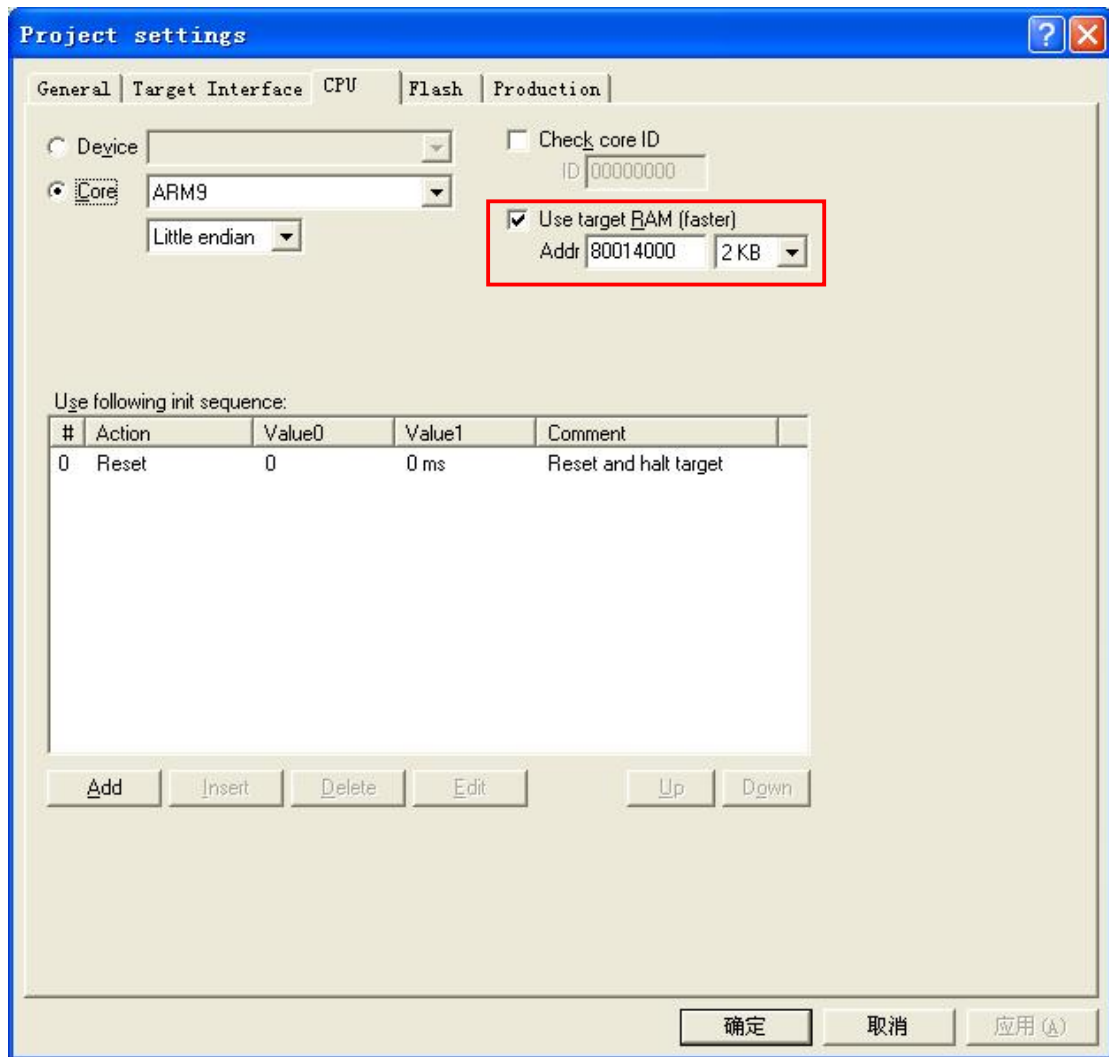 Project settings
General Target Interface CPU Flash Production
Device
Check core ID
ID 00000000
Core ARM9
Little endian
Use target RAM (faster)
Addr 80014000 2 KB
Use following init sequence:
# Action Value0 Value1 Comment
0 Reset 0 0 ms Reset and halt target
Add Insert Delete Edit Up Down
确定 取消 应用(A)